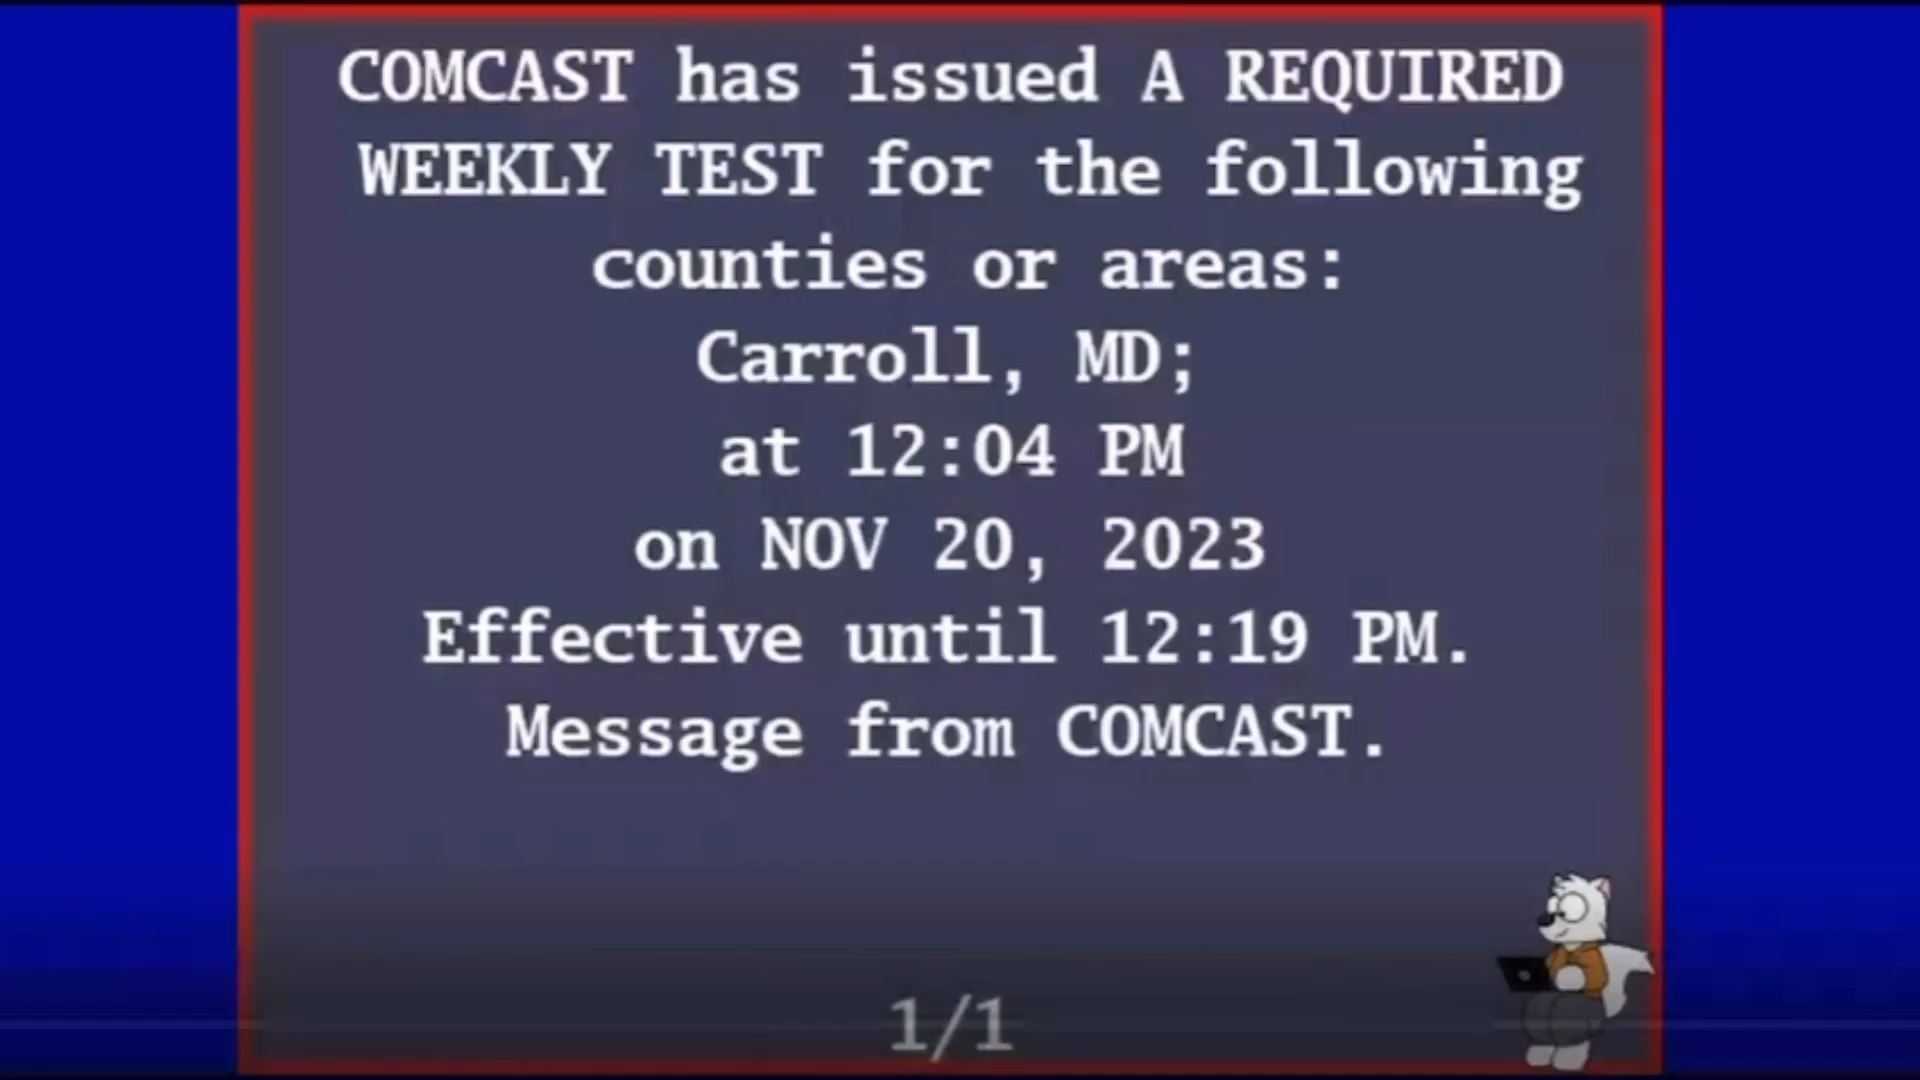 COMCAST has issued A REQUIRED
WEEKLY TEST for the following
counties or areas:
Carroll, MD;
at 12:04 PM
on NOV 20, 2023
Effective until 12:19 PM.
Message from COMCAST.
1/1